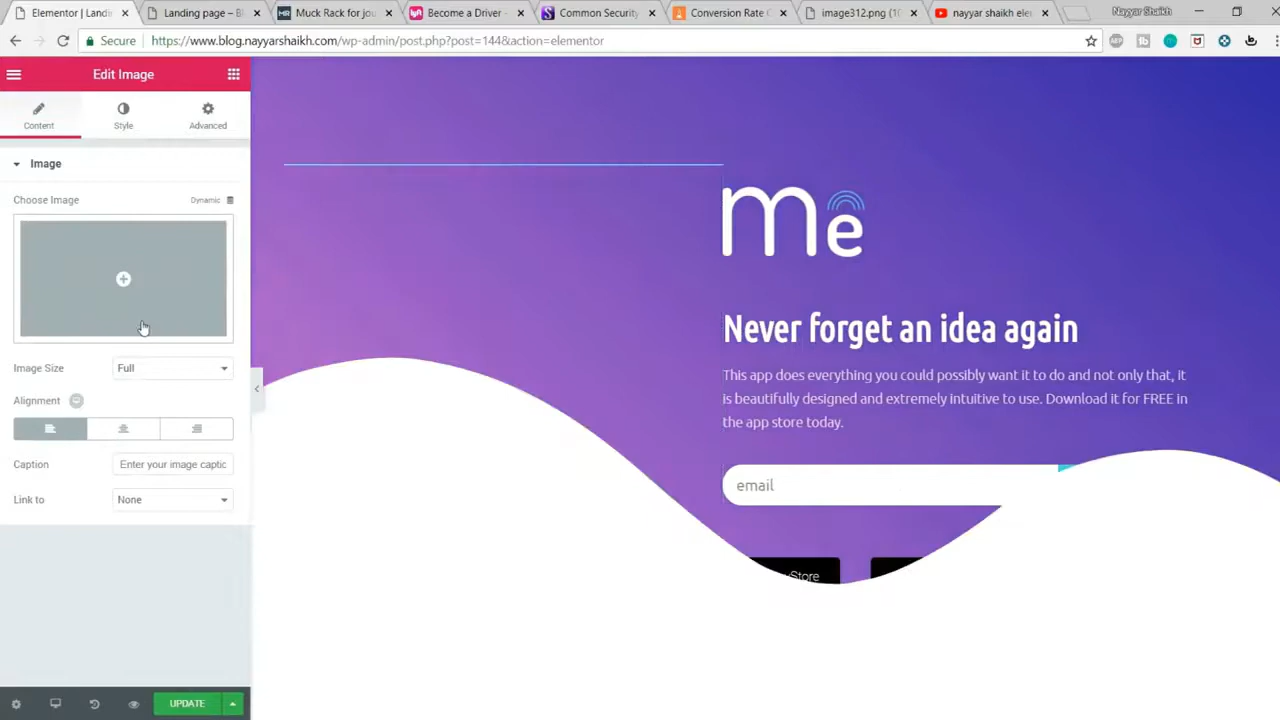 Elementor | Landi
Landing page – Bl
Muck Rack for jou
Become a Driver -
Common Security
Conversion Rate C
image312.png (10
nayyar shaikh ele
Nayyar Shaikh
Secure https://www.blog.nayyarshaikh.com/wp-admin/post.php?post=144&action=elementor
Edit Image
Content Style Advanced
Image
Choose Image Dynamic
Image Size Full
Alignment
Caption Enter your image captic
Link to None
UPDATE
me
Never forget an idea again
This app does everything you could possibly want it to do and not only that, it
is beautifully designed and extremely intuitive to use. Download it for FREE in
the app store today.
email
Store